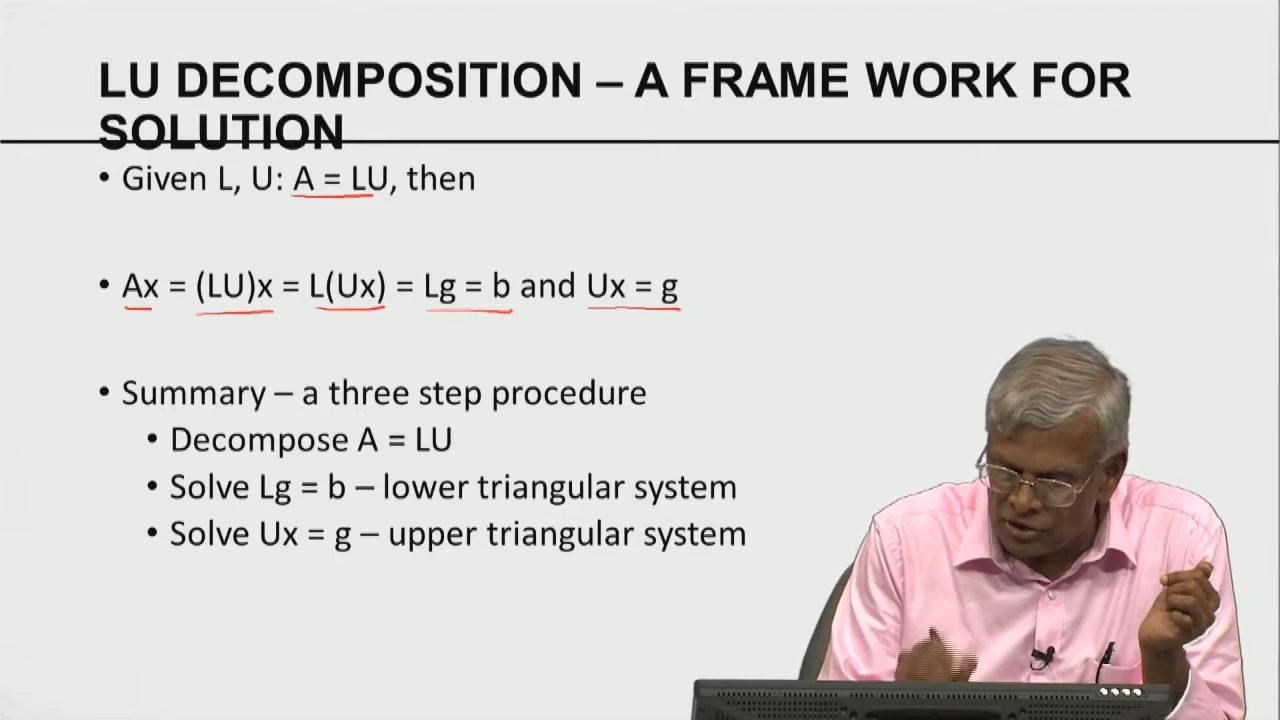 LU DECOMPOSITION – A FRAME WORK FOR
SOLUTION
• Given L, U: A = LU, then
• Ax = (LU)x = L(Ux) = Lg = b and Ux = g
• Summary – a three step procedure
• Decompose A = LU
• Solve Lg = b – lower triangular system
• Solve Ux = g – upper triangular system